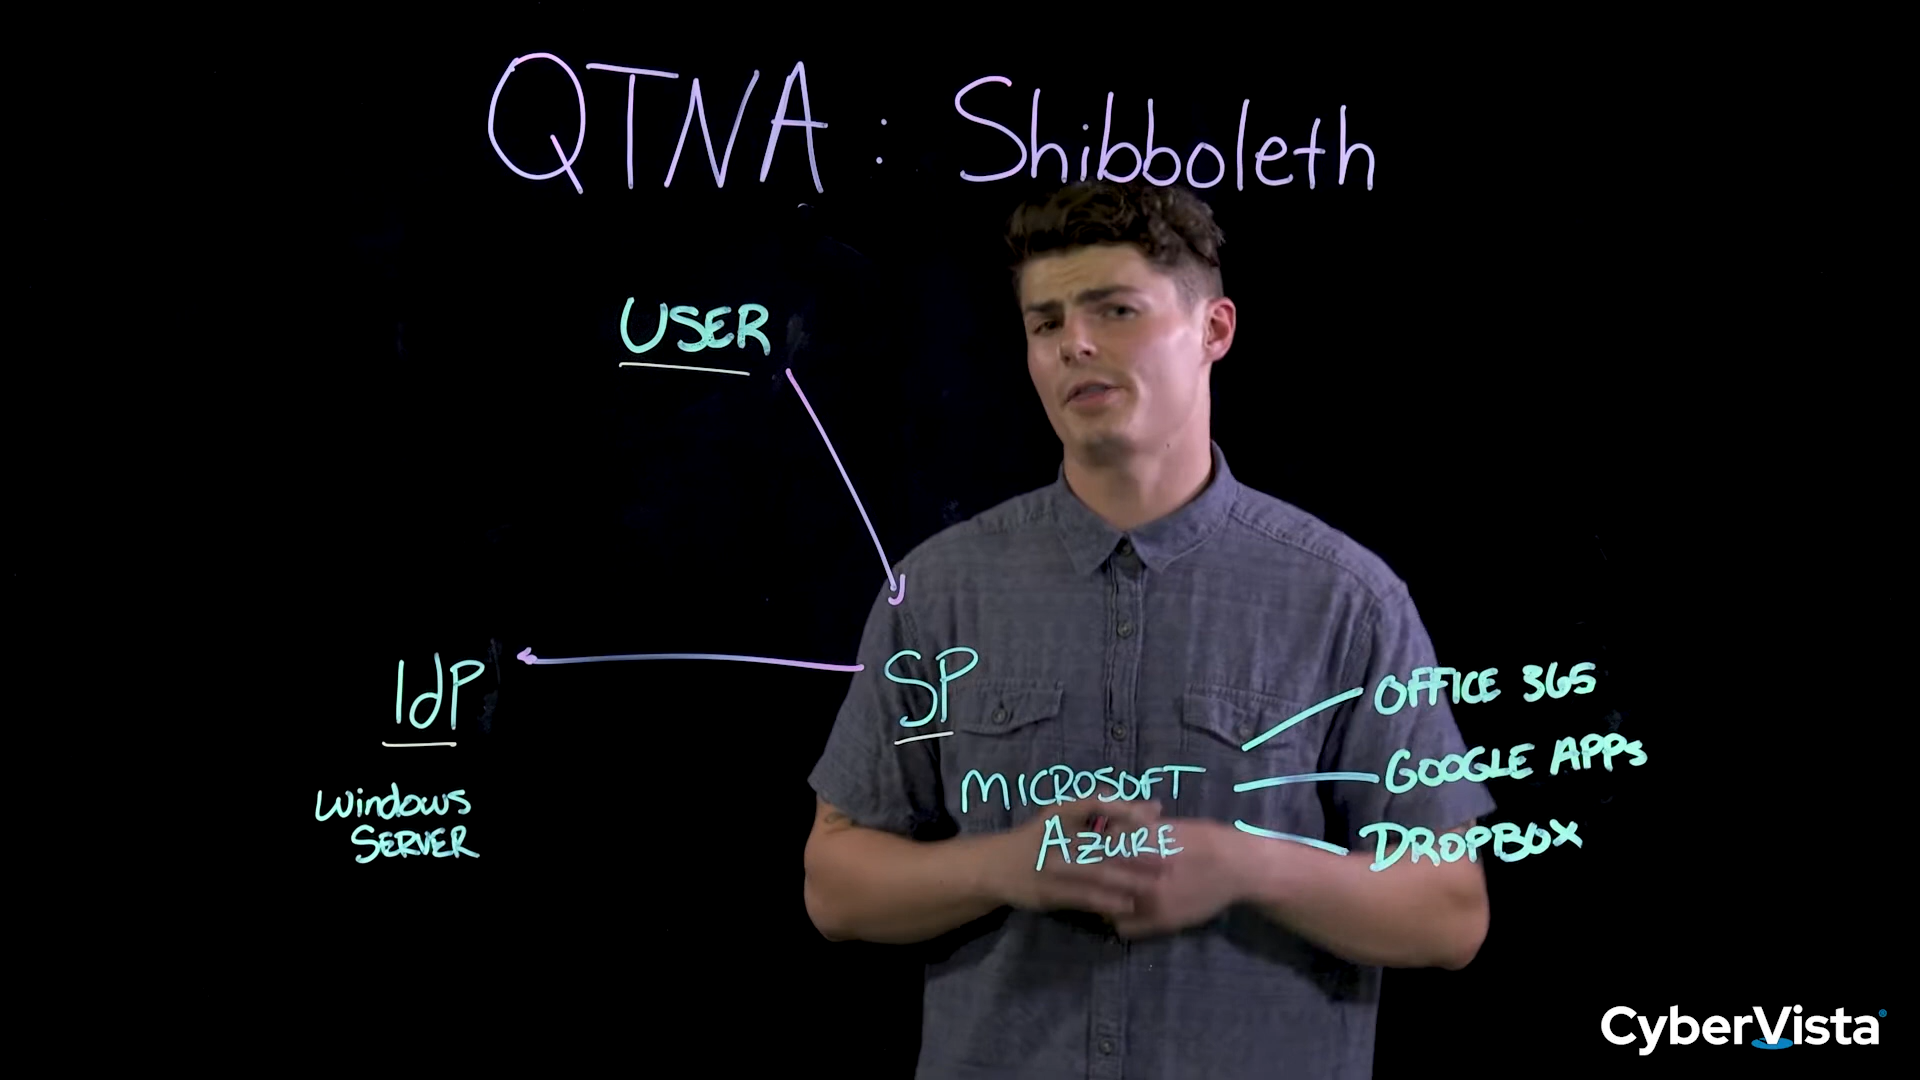 QTNA : Shibboleth
USER
IdP
SP
OFFICE 365
GOOGLE APPs
MICROSOFT
AZURE
Windows
SERVER
DROPBOX
CyberVista